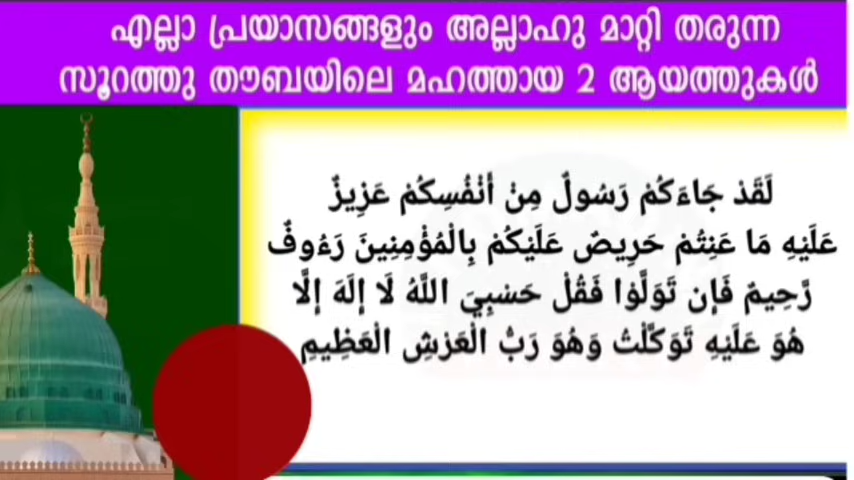 എല്ലാ പ്രയാസങ്ങളും അല്ലാഹു മാറ്റി തരുന്ന
സൂറത്തു തൗബയിലെ മഹത്തായ 2 ആയത്തുകൾ
لَقَدْ جَاءَكُمْ رَسُولٌ مِنْ أَنْفُسِكُمْ عَزِيزٌ
عَلَيْهِ مَا عَنِتُمْ حَرِيصٌ عَلَيْكُمْ بِالْمُؤْمِنِينَ رَءُوفٌ
رَّحِيمٌ فَإِن تَوَلَّوْا فَقُلْ حَسْبِيَ اللَّهُ لَا إِلَهَ إِلَّا
هُوَ عَلَيْهِ تَوَكَّلْتُ وَهُوَ رَبُّ الْعَرْشِ الْعَظِيمِ